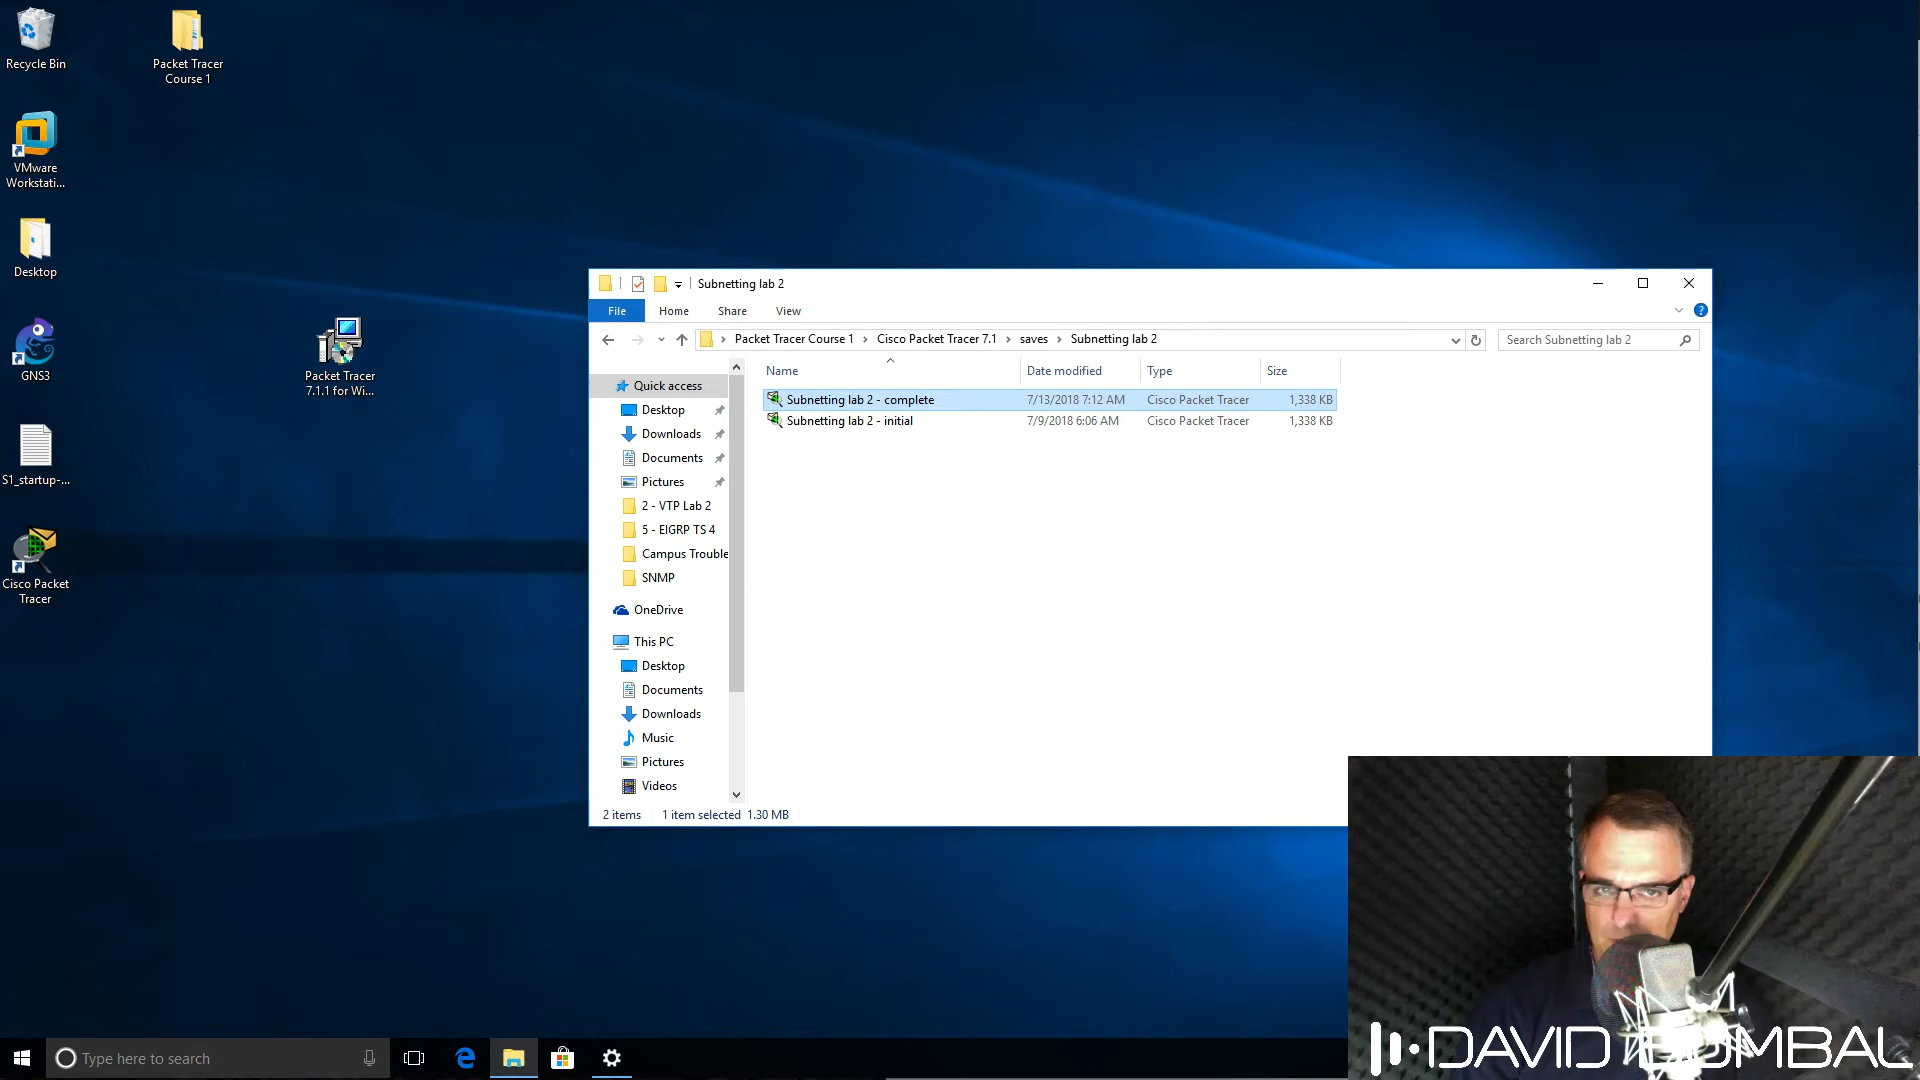 Recycle Bin
Packet Tracer
Course 1
VMware
Workstati...
Desktop
GNS3
Packet Tracer
7.1.1 for Wi...
S1_startup-...
Cisco Packet
Tracer
Subnetting lab 2
File Home Share View
Packet Tracer Course 1 Cisco Packet Tracer 7.1 saves Subnetting lab 2
Search Subnetting lab 2
Name Date modified Type Size
Subnetting lab 2 - complete 7/13/2018 7:12 AM Cisco Packet Tracer 1,338 KB
Subnetting lab 2 - initial 7/9/2018 6:06 AM Cisco Packet Tracer 1,338 KB
Quick access
Desktop
Downloads
Documents
Pictures
2 - VTP Lab 2
5 - EIGRP TS 4
Campus Trouble
SNMP
OneDrive
This PC
Desktop
Documents
Downloads
Music
Pictures
Videos
2 items 1 item selected 1.30 MB
Type here to search
DAVID BOMBAL